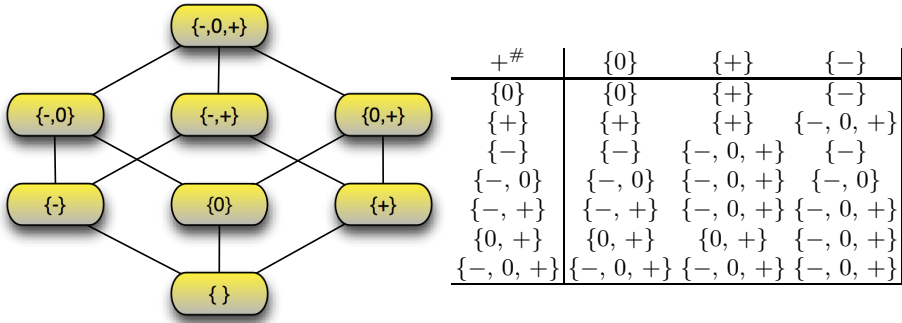 {-,0,+}
{-,0} {-,+} {0,+}
{-} {0} {+}
{ }
+# {0} {+} {−}
{0} {0} {+} {−}
{+} {+} {+} {−, 0, +}
{−} {−} {−, 0, +} {−}
{−, 0} {−, 0} {−, 0, +} {−, 0}
{−, +} {−, +} {−, 0, +} {−, 0, +}
{0, +} {0, +} {0, +} {−, 0, +}
{−, 0, +} {−, 0, +} {−, 0, +} {−, 0, +}